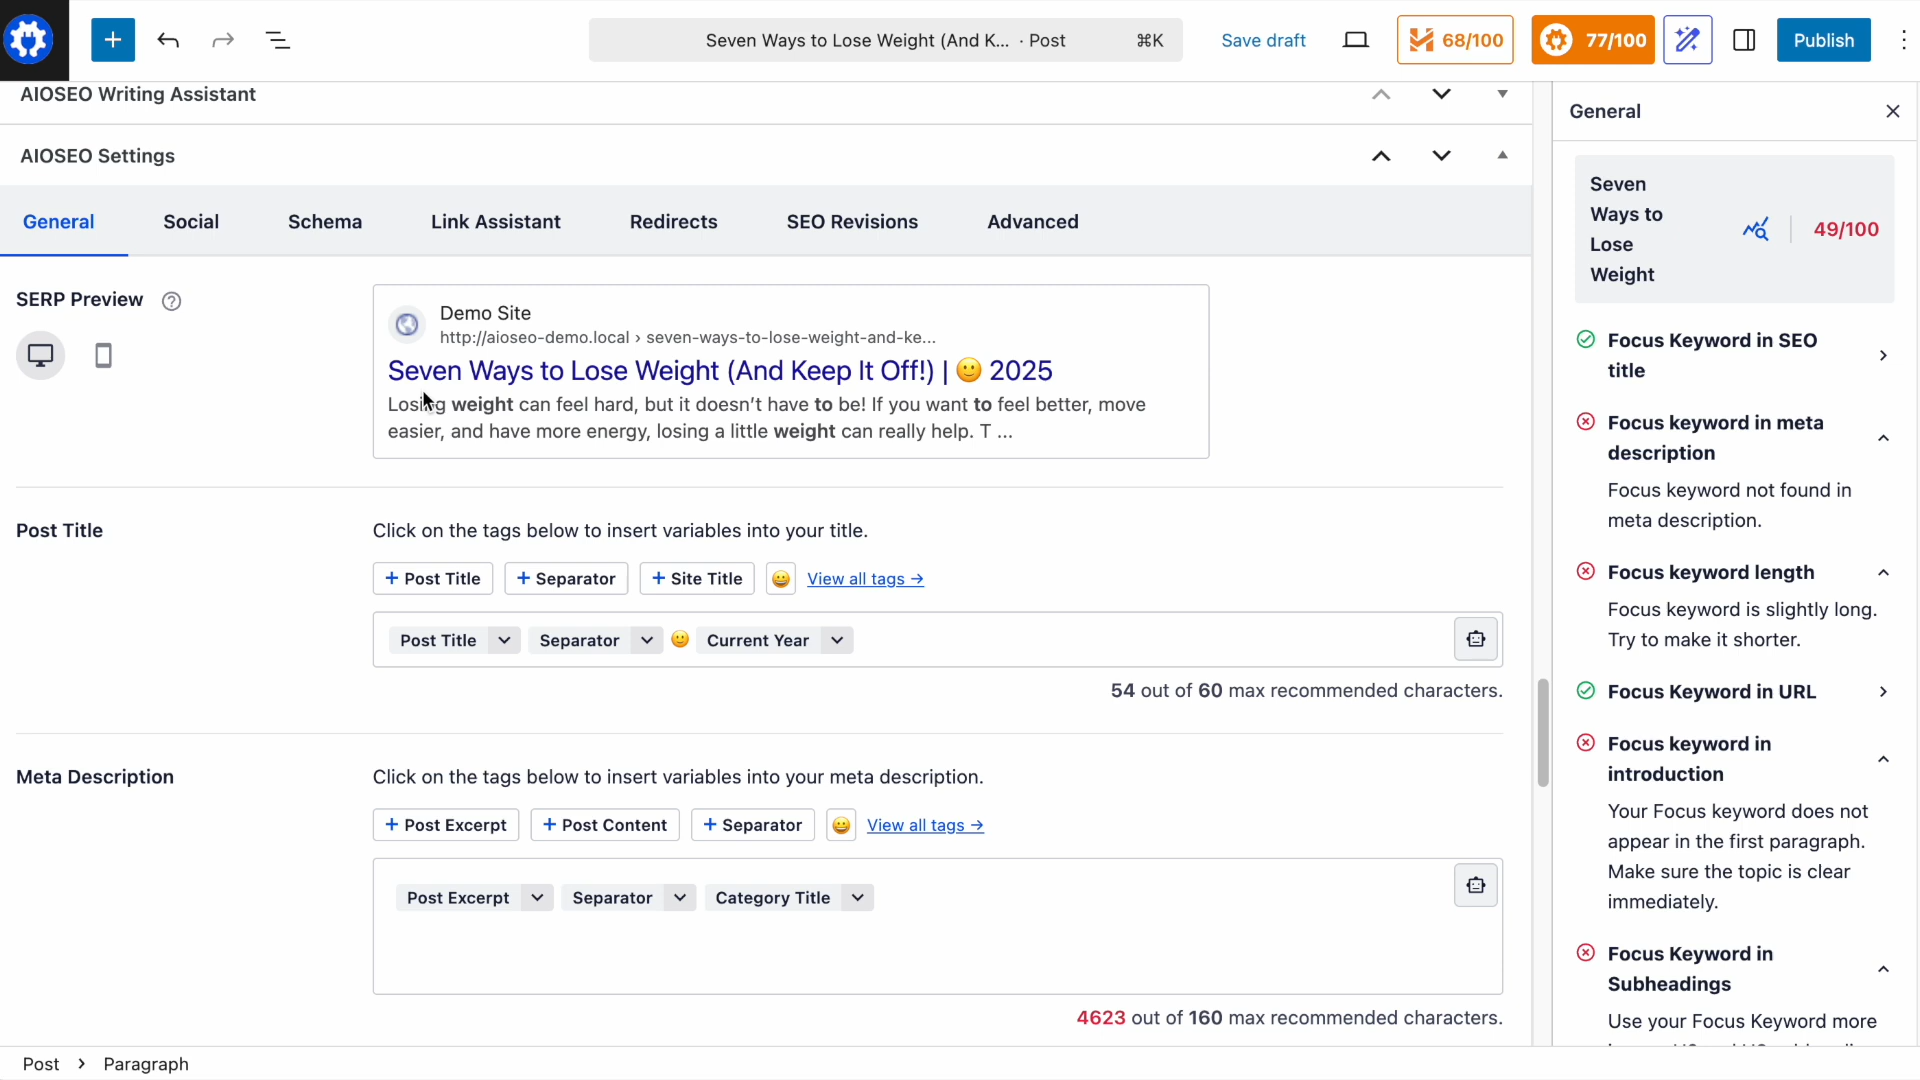 Seven Ways to Lose Weight (And K... · Post ⌘K
Save draft
68/100
77/100
Publish
AIOSEO Writing Assistant
AIOSEO Settings
General Social Schema Link Assistant Redirects SEO Revisions Advanced
SERP Preview
Demo Site
http://aioseo-demo.local › seven-ways-to-lose-weight-and-ke...
Seven Ways to Lose Weight (And Keep It Off!) | 🙂 2025
Losing weight can feel hard, but it doesn't have to be! If you want to feel better, move
easier, and have more energy, losing a little weight can really help. T ...
Post Title
Click on the tags below to insert variables into your title.
+ Post Title + Separator + Site Title 😀 View all tags →
Post Title Separator 🙂 Current Year
54 out of 60 max recommended characters.
Meta Description
Click on the tags below to insert variables into your meta description.
+ Post Excerpt + Post Content + Separator 😀 View all tags →
Post Excerpt Separator Category Title
4623 out of 160 max recommended characters.
Post › Paragraph
General
Seven
Ways to
Lose
Weight
49/100
Focus Keyword in SEO
title
Focus keyword in meta
description
Focus keyword not found in
meta description.
Focus keyword length
Focus keyword is slightly long.
Try to make it shorter.
Focus Keyword in URL
Focus keyword in
introduction
Your Focus keyword does not
appear in the first paragraph.
Make sure the topic is clear
immediately.
Focus Keyword in
Subheadings
Use your Focus Keyword more